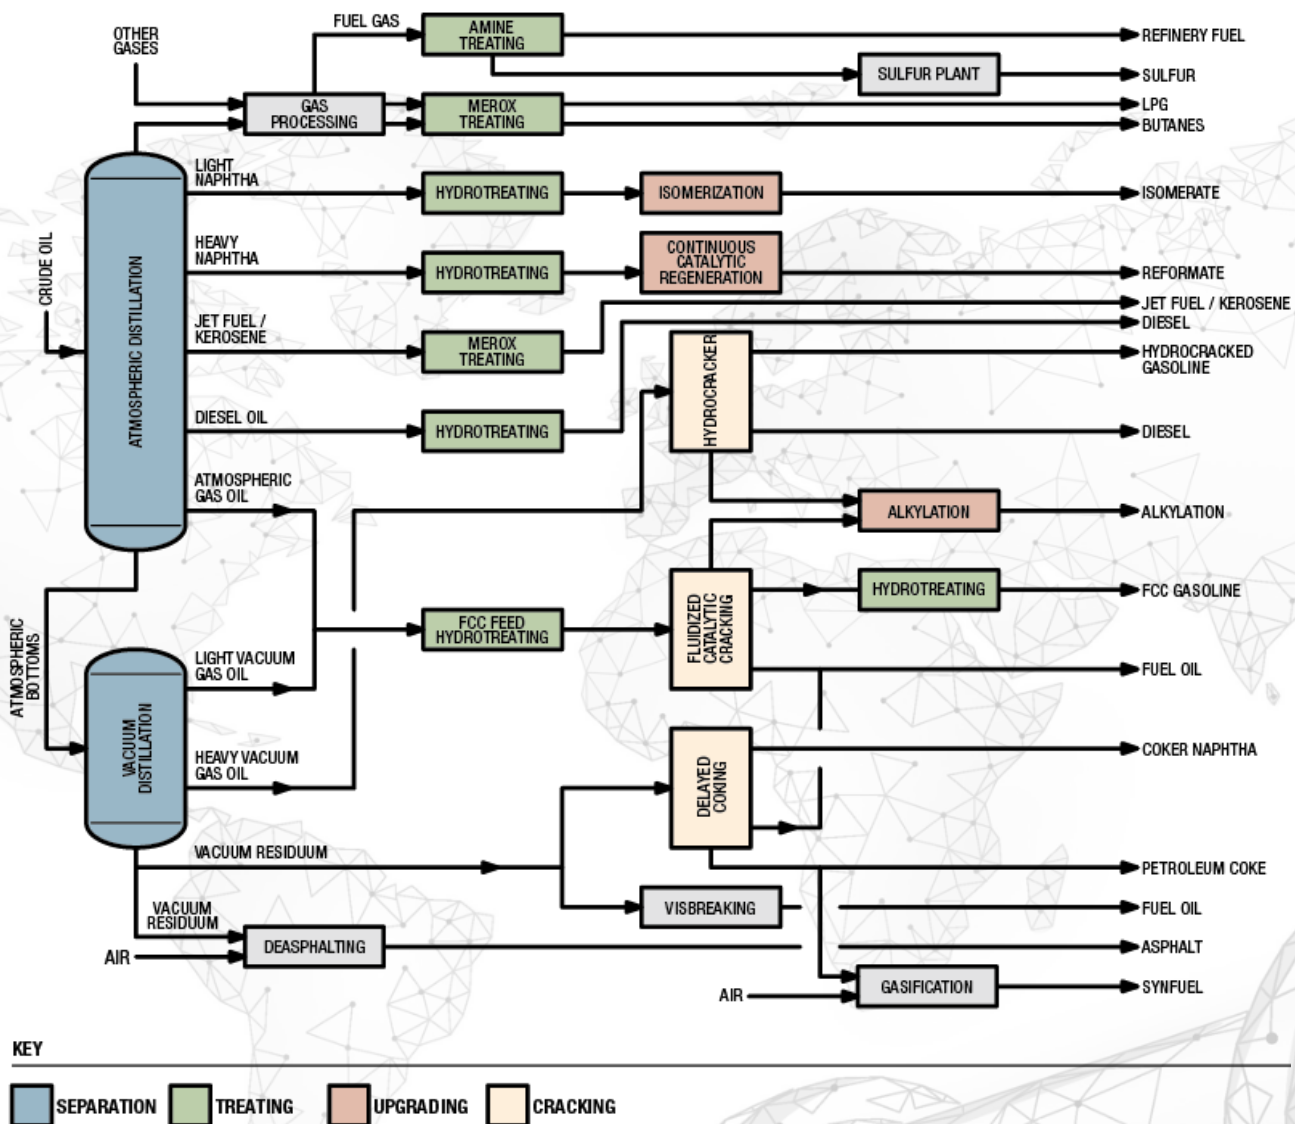 OTHER
GASES
FUEL GAS
AMINE
TREATING
REFINERY FUEL
SULFUR PLANT
SULFUR
GAS
PROCESSING
MEROX
TREATING
LPG
BUTANES
LIGHT
NAPHTHA
HYDROTREATING
ISOMERIZATION
ISOMERATE
CRUDE OIL
ATMOSPHERIC DISTILLATION
HEAVY
NAPHTHA
HYDROTREATING
CONTINUOUS
CATALYTIC
REGENERATION
REFORMATE
JET FUEL / KEROSENE
JET FUEL /
KEROSENE
MEROX
TREATING
DIESEL
HYDROCRACKER
HYDROCRACKED
GASOLINE
DIESEL OIL
HYDROTREATING
DIESEL
ATMOSPHERIC
GAS OIL
ALKYLATION
ALKYLATION
HYDROTREATING
FCC GASOLINE
FCC FEED
HYDROTREATING
FLUIDIZED
CATALYTIC
CRACKING
ATMOSPHERIC
BOTTOMS
LIGHT VACUUM
GAS OIL
FUEL OIL
VACUUM
DISTILLATION
HEAVY VACUUM
GAS OIL
DELAYED
COKING
COKER NAPHTHA
VACUUM RESIDUUM
PETROLEUM COKE
VACUUM
RESIDUUM
VISBREAKING
FUEL OIL
DEASPHALTING
ASPHALT
AIR
AIR
GASIFICATION
SYNFUEL
KEY
SEPARATION
TREATING
UPGRADING
CRACKING